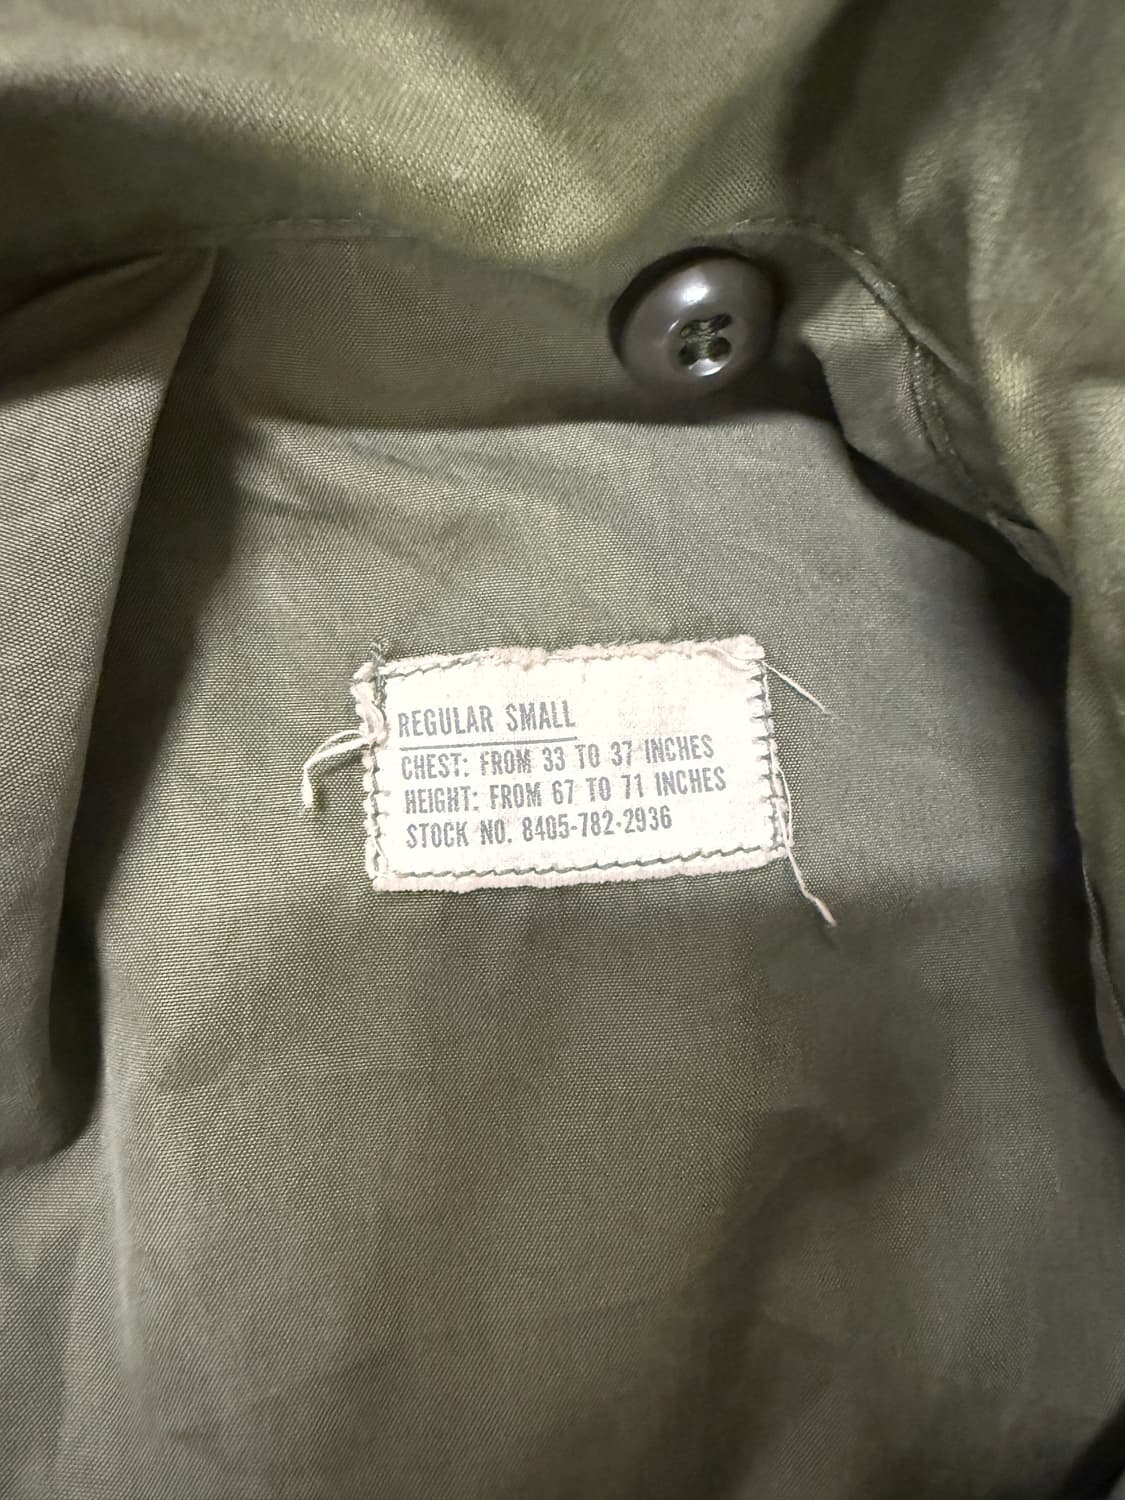 REGULAR SMALL
CHEST: FROM 33 TO 37 INCHES
HEIGHT: FROM 67 TO 71 INCHES
STOCK NO. 8405-782-2936